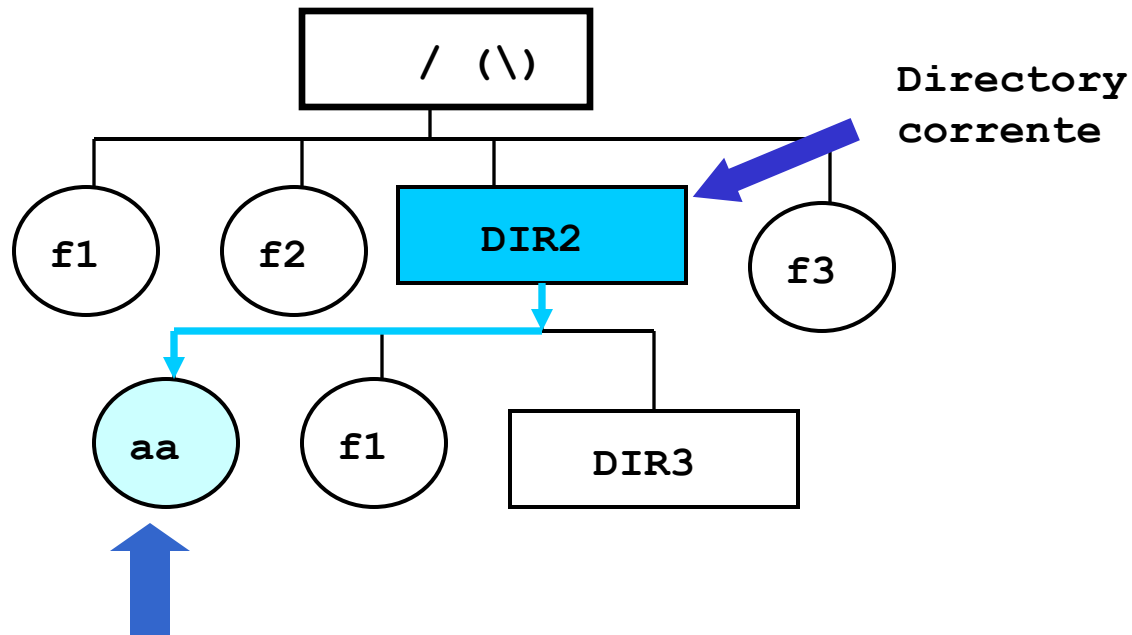 / (\)
Directory
corrente
f1
f2
DIR2
f3
aa
f1
DIR3